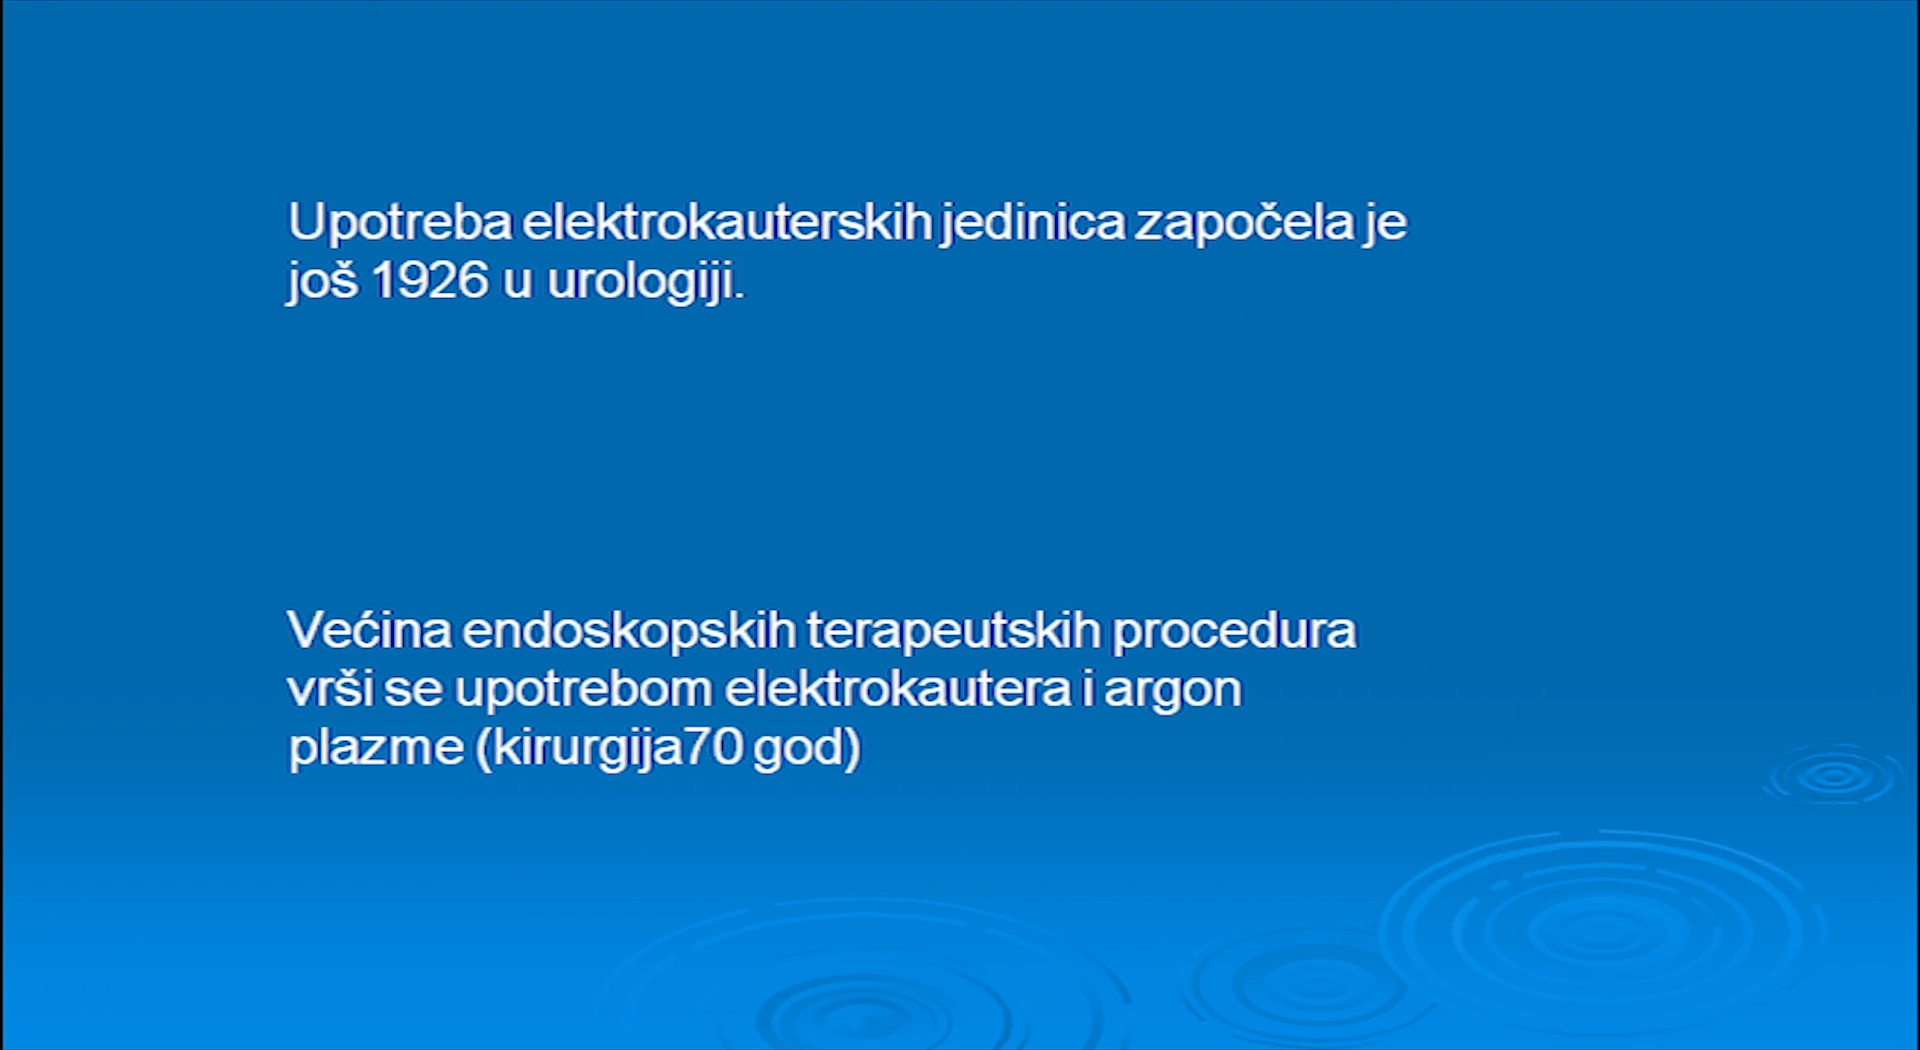 Upotreba elektrokauterskih jedinica započela je
još 1926 u urologiji.
Većina endoskopskih terapeutskih procedura
vrši se upotrebom elektrokautera i argon
plazme (kirurgija70 god)